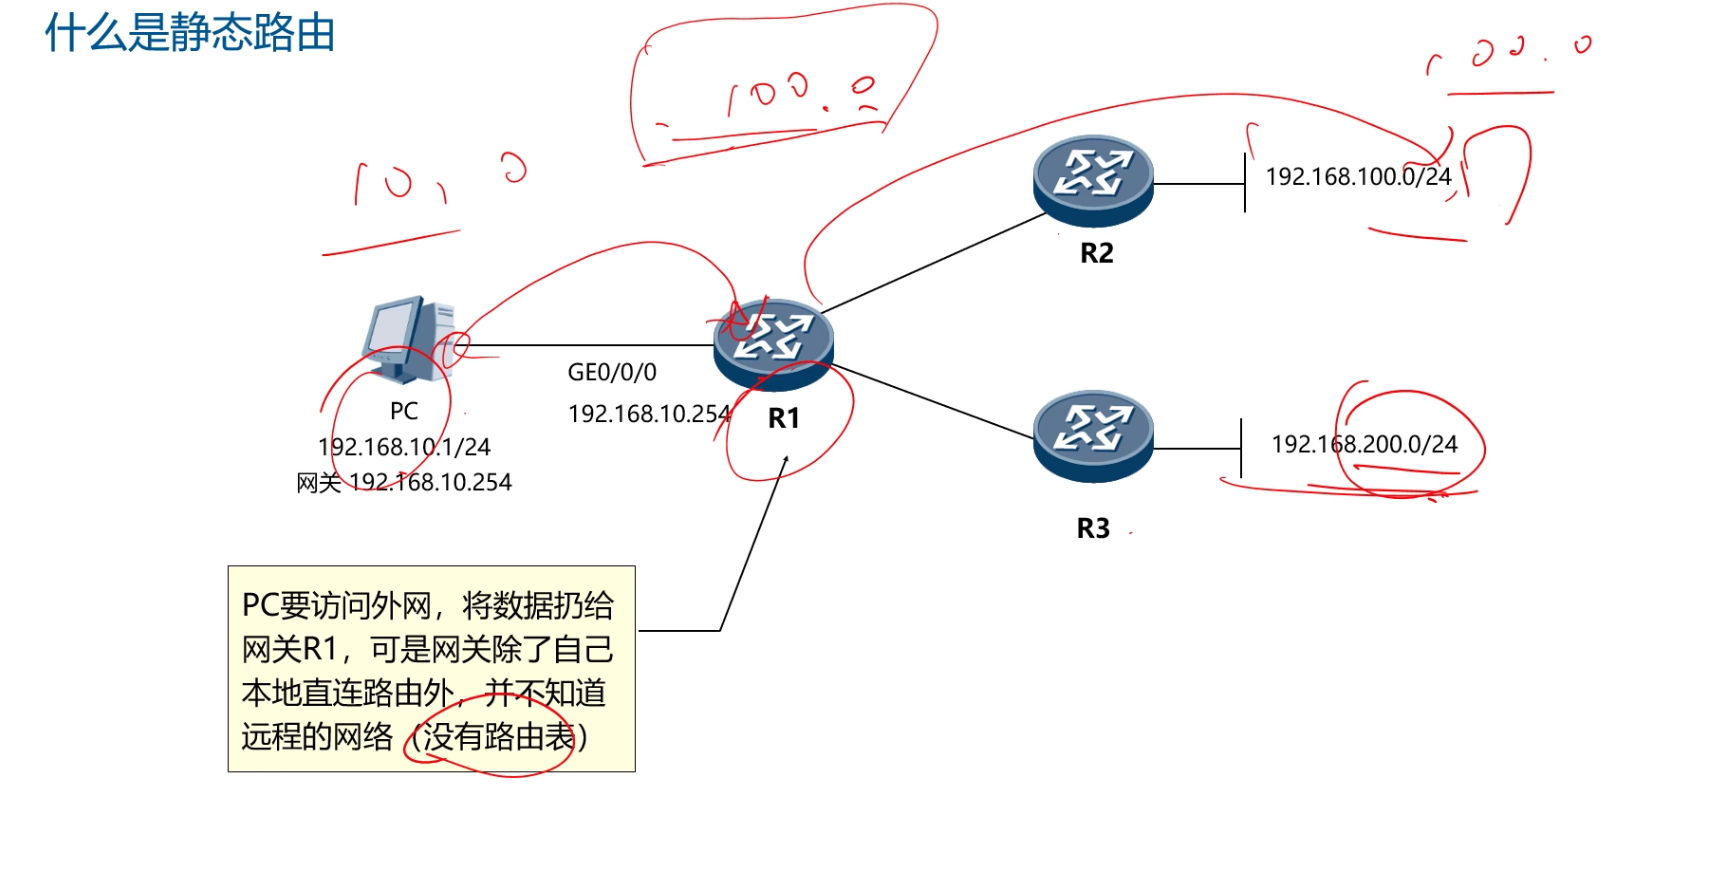 什么是静态路由
100.0
100.0
10,0
192.168.100.0/24
R2
GE0/0/0
PC
192.168.10.254
R1
192.168.10.1/24
192.168.200.0/24
网关 192.168.10.254
R3
PC要访问外网，将数据扔给
网关R1，可是网关除了自己
本地直连路由外，并不知道
远程的网络（没有路由表）